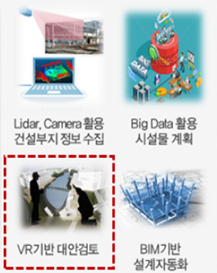 Lidar, Camera 활용
건설부지 정보 수집
BIG DATA
Big Data 활용
시설물 계획
VR기반 대안검토
BIM기반
설계자동화